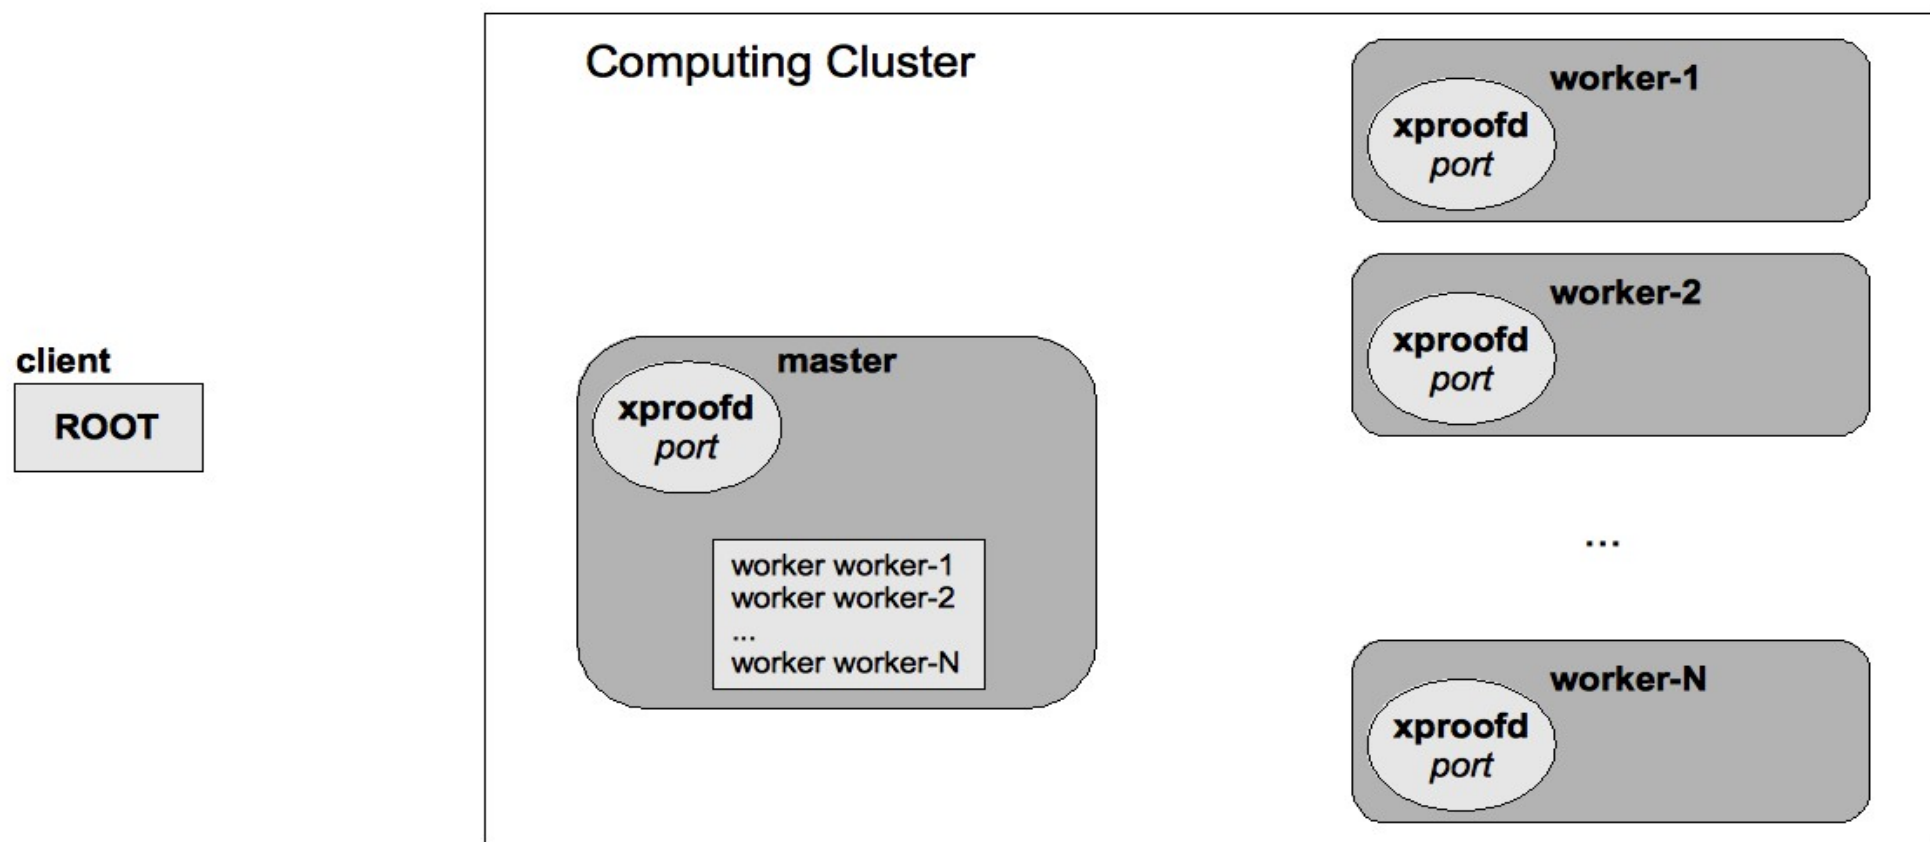 Computing Cluster
client
ROOT
master
xproofd
port
worker worker-1
worker worker-2
...
worker worker-N
worker-1
xproofd
port
worker-2
xproofd
port
...
worker-N
xproofd
port